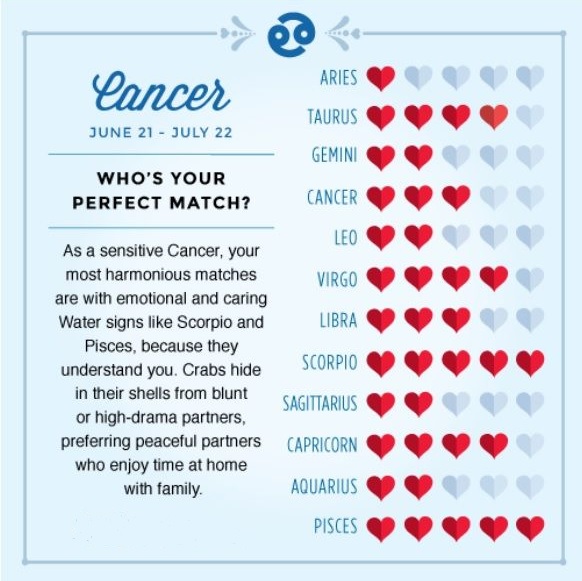 Cancer
JUNE 21 - JULY 22
WHO'S YOUR
PERFECT MATCH?
As a sensitive Cancer, your
most harmonious matches
are with emotional and caring
Water signs like Scorpio and
Pisces, because they
understand you. Crabs hide
in their shells from blunt
or high-drama partners,
preferring peaceful partners
who enjoy time at home
with family.
ARIES
TAURUS
GEMINI
CANCER
LEO
VIRGO
LIBRA
SCORPIO
SAGITTARIUS
CAPRICORN
AQUARIUS
PISCES